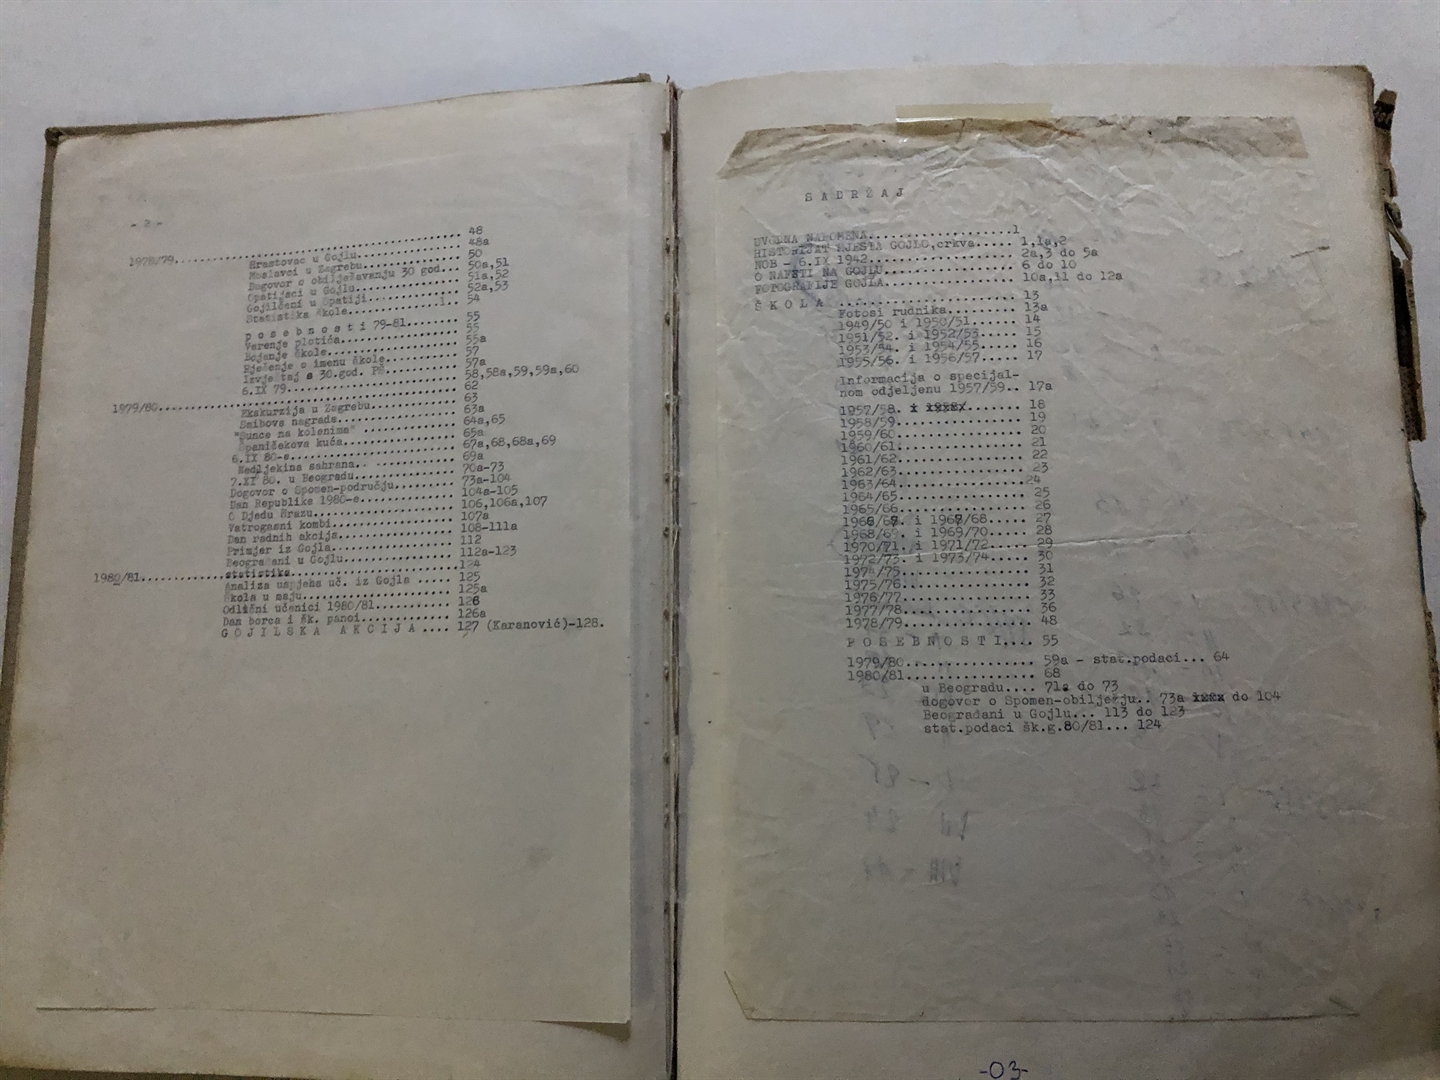 - 2 -
1978/79.......... 48
Hrastovac u Gojlu.......... 48a
Moslavci u Zagrebu.......... 50
Dogovor o obilježavanju 30 god... 50a,51
Opatijsci u Gojlu.......... 51a,52
Gojilčani u Opatiji.......... 52a,53
Statistika škole.......... 54
p o s e b n o s t i 79-81....... 55
Varenje plotića.......... 55
Bojanje škole.......... 55a
Rješenje o imenu škole.......... 57
Izvještaj s 30.god. PŠ... 57a
6.IX 79.......... 58,58a,59,59a,60
1979/80.......... 62
Ekskurzija u Zagrebu.......... 63
Smibova nagrada.......... 63a
"Sunce na kolenima" .......... 64a,65
Španičekova kuća.......... 65a
6.IX 80-e.......... 67a,68,68a,69
Nedljekina sahrana.. .......... 69a
7.XI 80. u Beogradu.......... 70a-73
Dogovor o Spomen-području.... 73a-104
Dan Republike 1980-e.......... 104a-105
O Djedu Mrazu.......... 106,106a,107
Vatrogasni kombi.......... 107a
Dan radnih akcija.......... 108-111a
Primjer iz Gojla.......... 112
Beograđani u Gojlu.......... 112a-123
1980/81.......... statistika.......... 124
Analiza uspjeha uč. iz Gojla .... 125
Škola u maju.......... 125a
Odlični učenici 1980/81.......... 126
Dan borca i šk. panoi.......... 126a
G O J I L S K A   A K C I J A .... 127 (Karanović)-128.
S A D R Ž A J
UVODNA NAPOMENA.......... 1
HISTORIJAT MJESTA GOJLO,crkva...... 1,1a,2
NOB - 6.IX 1942.......... 2a,3 do 5a
O NAFTI NA GOJLU.......... 6 do 10
FOTOGRAFIJE GOJLA.......... 10a,11 do 12a
Š K O L A .......... 13
Fotosi rudnika.......... 13a
1949/50 i 1950/51....... 14
1951/52. i 1952/53...... 15
1953/54. i 1954/55..... 16
1955/56. i 1956/57..... 17
Informacija o specijal-
nom odjeljenu 1957/59.. 17a
1957/58. ....... 18
1958/59.......... 19
1959/60.......... 20
1960/61.......... 21
1961/62.......... 22
1962/63.......... 23
1963/64.......... 24
1964/65.......... 25
1965/66.......... 26
1966/67. i 1967/68...... 27
1968/69. i 1969/70..... 28
1970/71. i 1971/72..... 29
1972/73. i 1973/74.... 30
1974/75.......... 31
1975/76.......... 32
1976/77.......... 33
1977/78.......... 36
1978/79.......... 48
P O S E B N O S T I.... 55
1979/80.......... 59a - stat.podaci... 64
1980/81.......... 68
u Beogradu.... 71a do 73
dogovor o Spomen-obilježju.. 73a xxxx do 104
Beograđani u Gojlu... 113 do 123
stat.podaci šk.g.80/81... 124
-03-